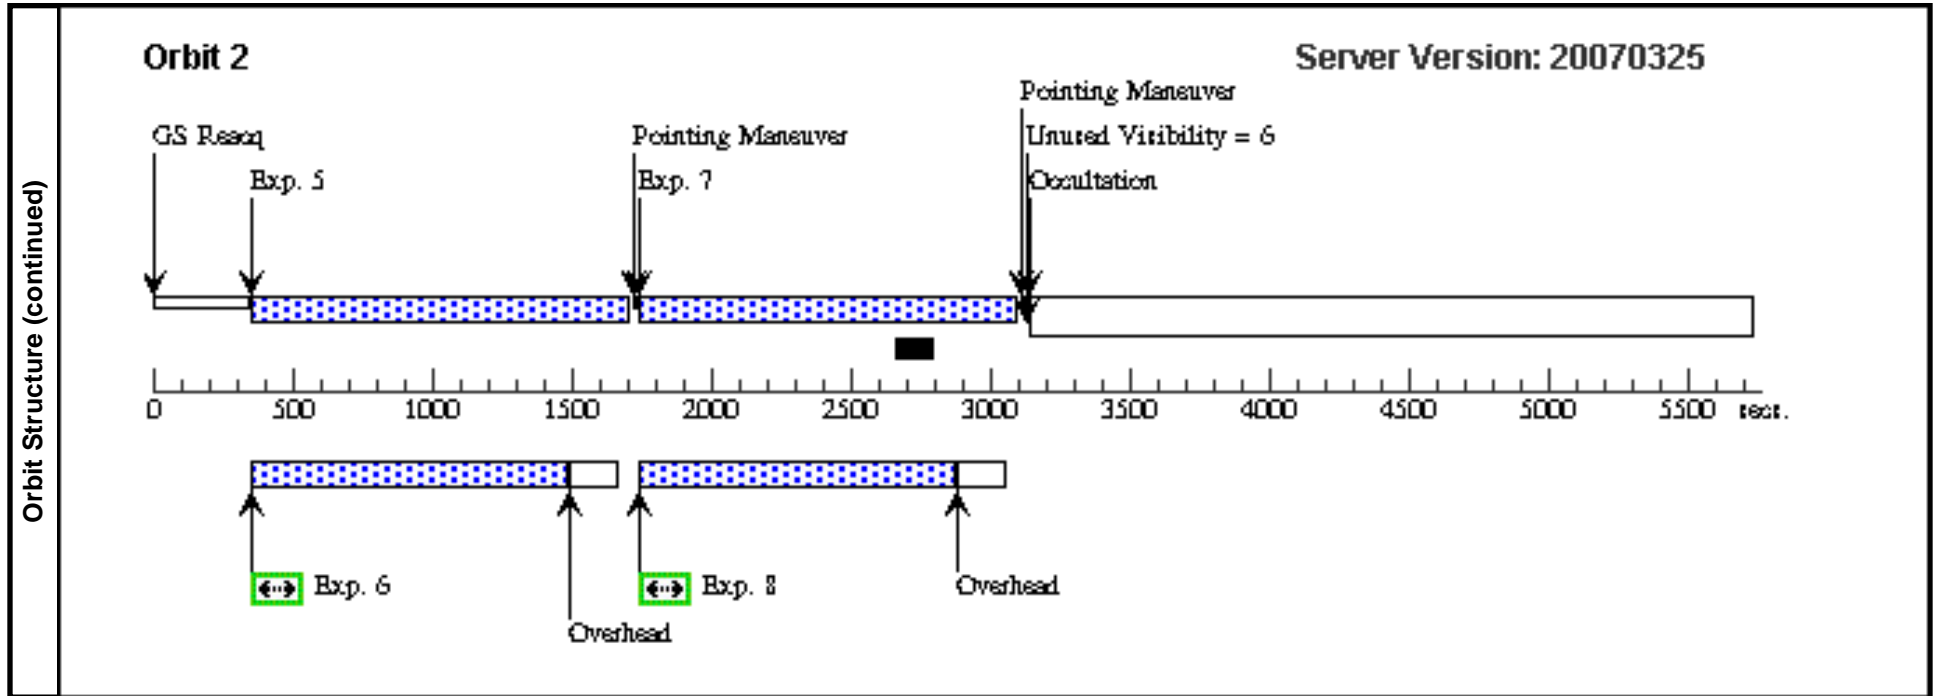 Orbit Structure (continued)
Orbit 2
Server Version: 20070325
Pointing Maneuver
GS Reacq
Pointing Maneuver
Unused Visibility = 6
Exp. 5
Exp. 7
Occultation
0 500 1000 1500 2000 2500 3000 3500 4000 4500 5000 5500 secs.
Exp. 6
Exp. 8
Overhead
Overhead